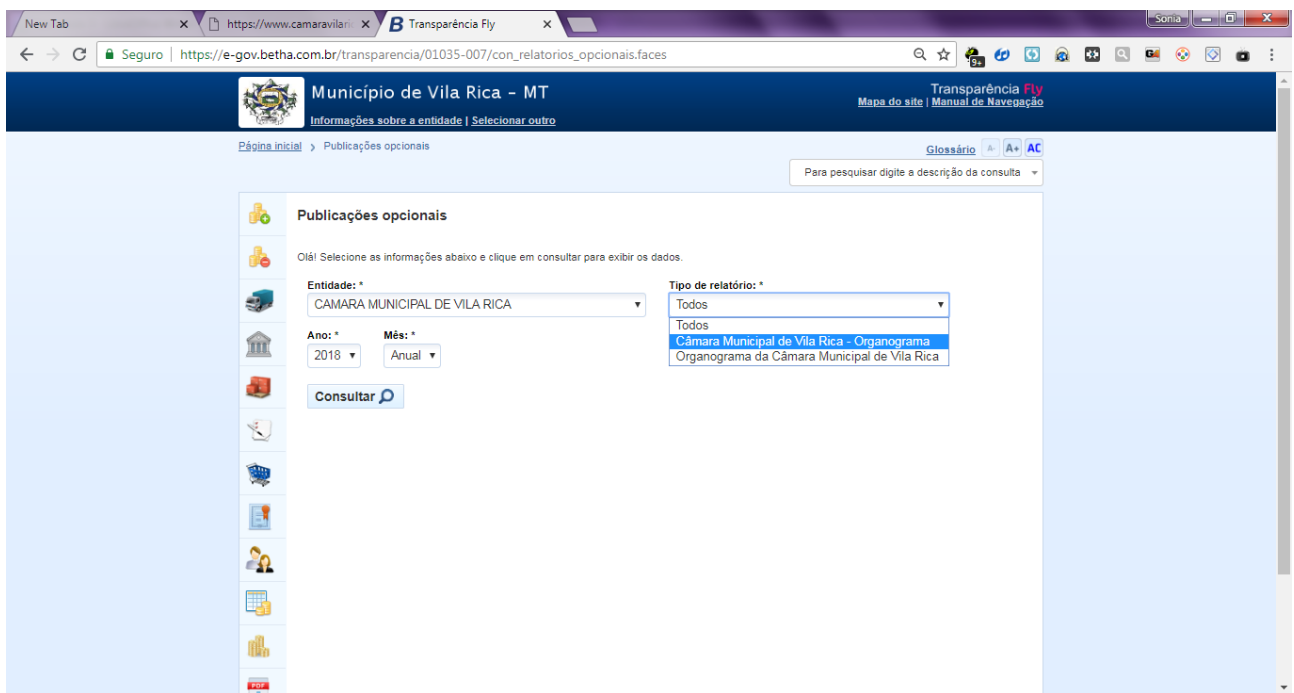 New Tab
https://www.camaravilari
Transparência Fly
Sonia
Seguro | https://e-gov.betha.com.br/transparencia/01035-007/con_relatorios_opcionais.faces
9+
Município de Vila Rica - MT
Informações sobre a entidade | Selecionar outro
Transparência Fly
Mapa do site | Manual de Navegação
Página inicial > Publicações opcionais
Glossário A- A+ AC
Para pesquisar digite a descrição da consulta
Publicações opcionais
Olá! Selecione as informações abaixo e clique em consultar para exibir os dados.
Entidade: *
CAMARA MUNICIPAL DE VILA RICA
Tipo de relatório: *
Todos
Todos
Câmara Municipal de Vila Rica - Organograma
Organograma da Câmara Municipal de Vila Rica
Ano: * Mês: *
2018 Anual
Consultar
PDF